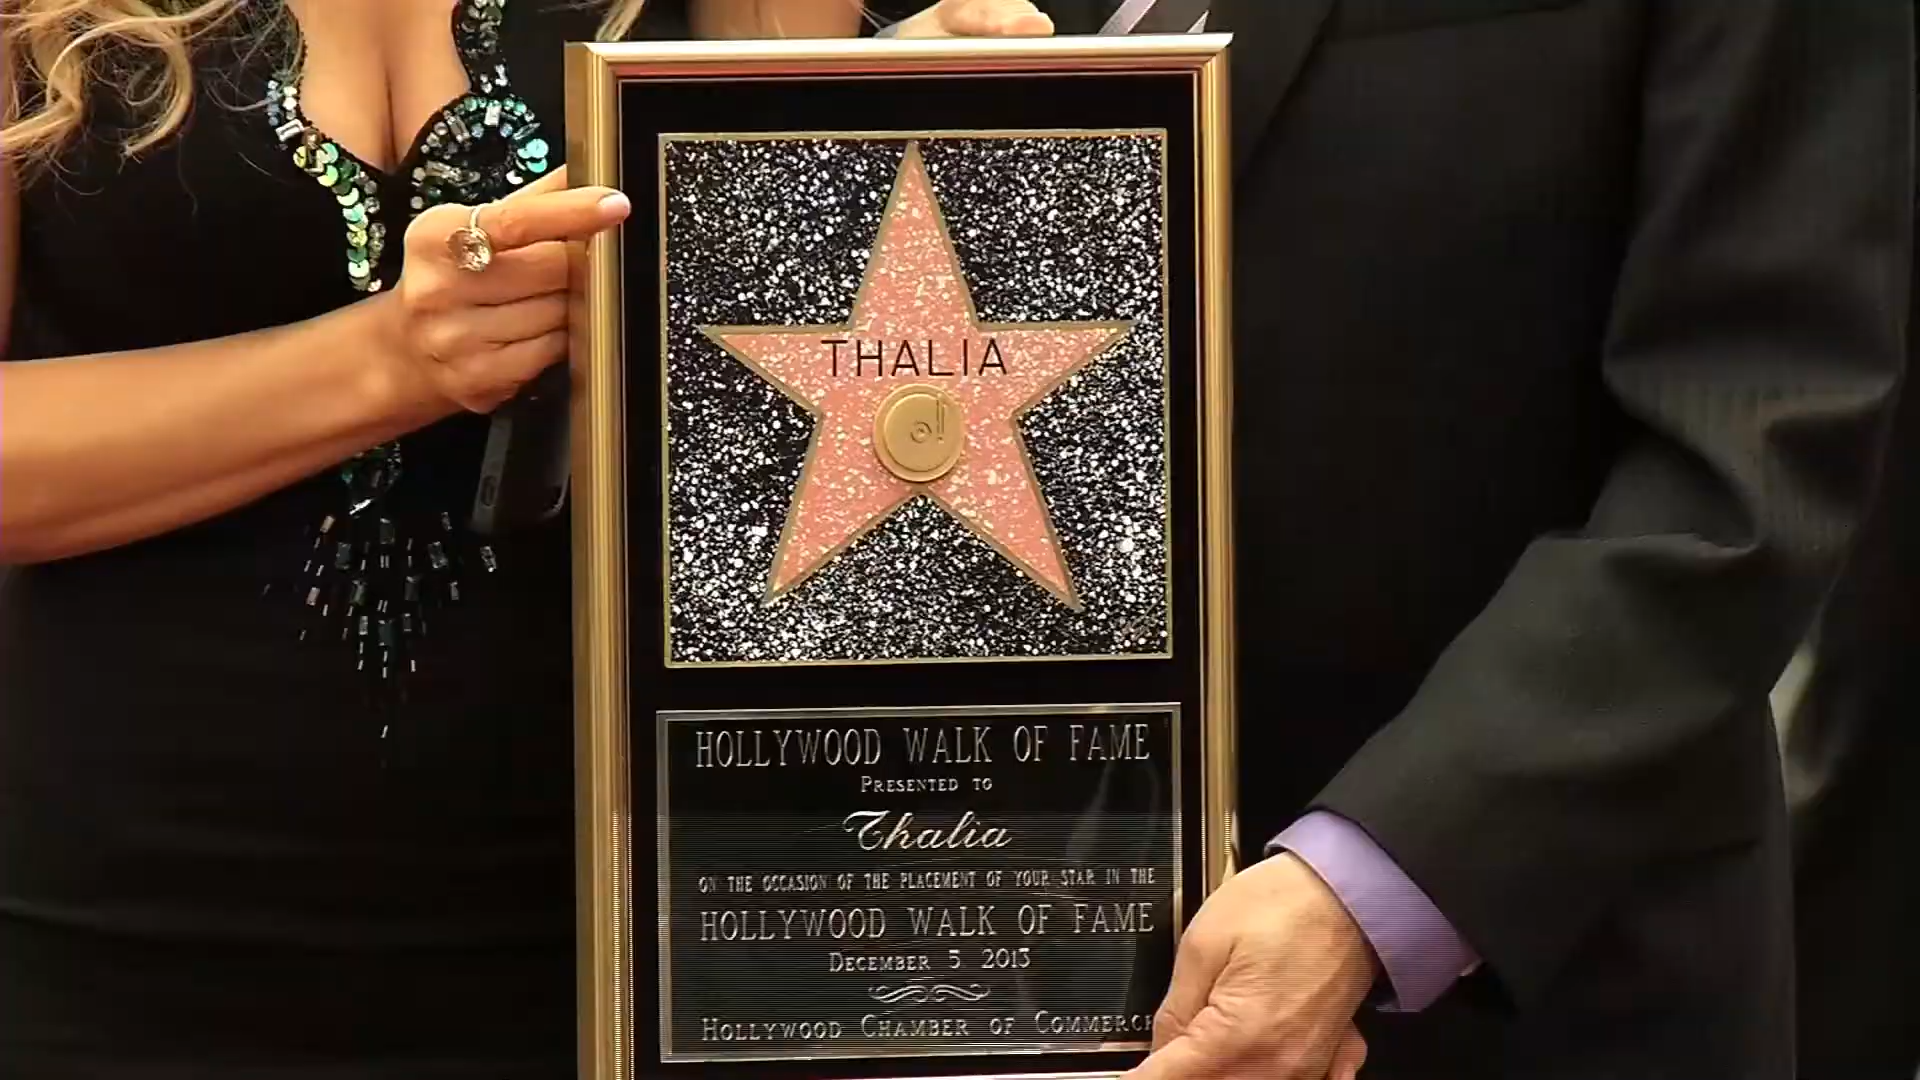 THALIA
HOLLYWOOD WALK OF FAME
PRESENTED TO
Thalia
ON THE OCCASION OF THE PLACEMENT OF YOUR STAR IN THE
HOLLYWOOD WALK OF FAME
DECEMBER 5 2013
HOLLYWOOD CHAMBER OF COMMERCE